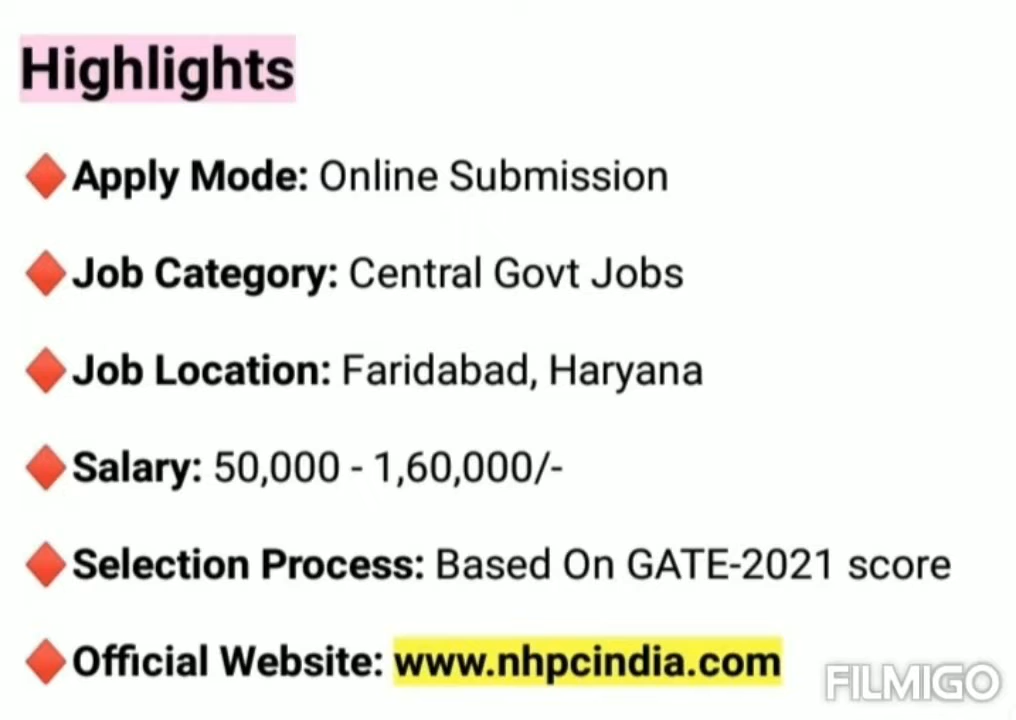 Highlights
Apply Mode: Online Submission
Job Category: Central Govt Jobs
Job Location: Faridabad, Haryana
Salary: 50,000 - 1,60,000/-
Selection Process: Based On GATE-2021 score
Official Website: www.nhpcindia.com
FILMIGO